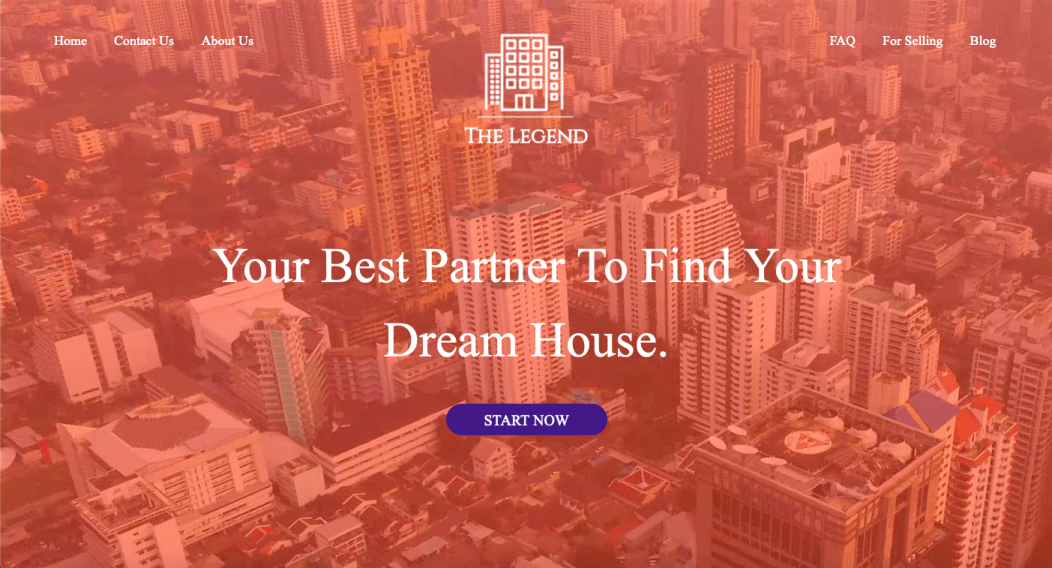 Home
Contact Us
About Us
THE LEGEND
FAQ
For Selling
Blog
Your Best Partner To Find Your
Dream House.
START NOW